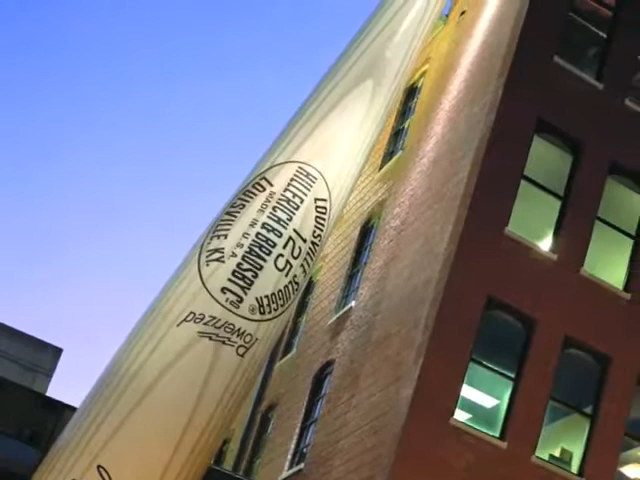 LOUISVILLE SLUGGER®
125
HILLERICH & BRADSBY Cº.
MADE IN U.S.A.
LOUISVILLE, KY.
Powerized